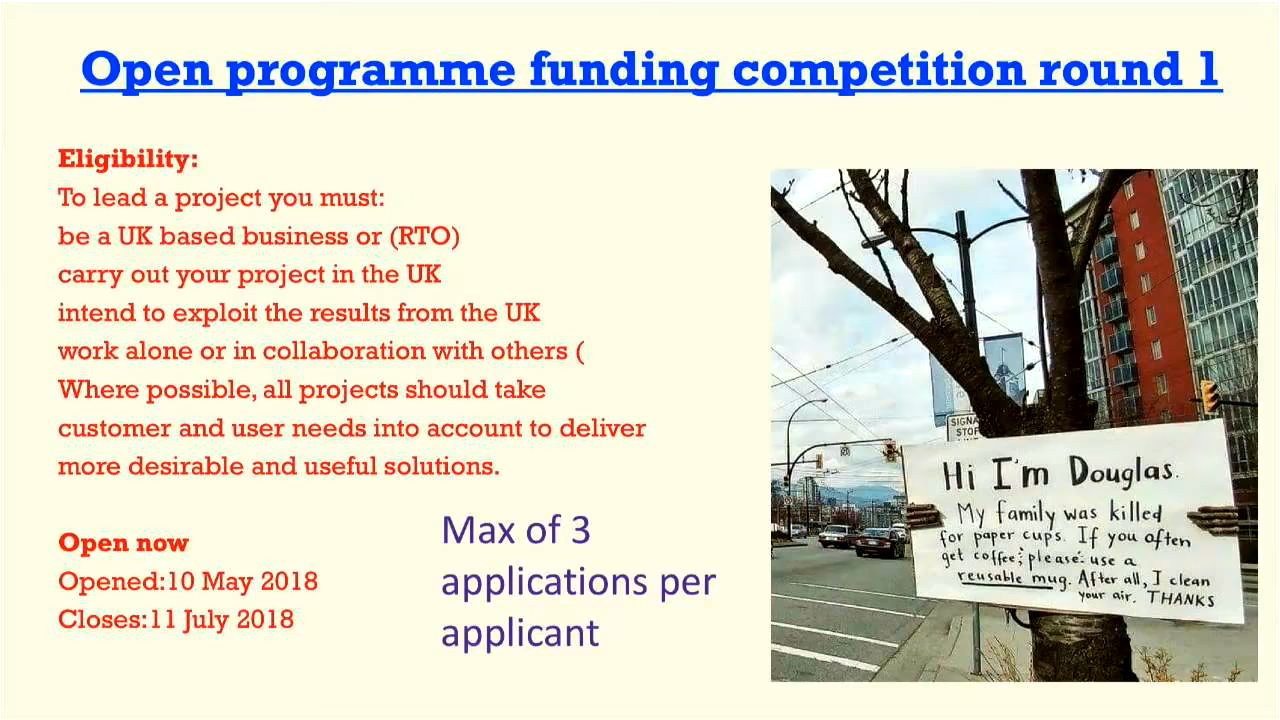 Open programme funding competition round 1
Eligibility:
To lead a project you must:
be a UK based business or (RTO)
carry out your project in the UK
intend to exploit the results from the UK
work alone or in collaboration with others (
Where possible, all projects should take
customer and user needs into account to deliver
more desirable and useful solutions.
Open now
Opened:10 May 2018
Closes:11 July 2018
Max of 3
applications per
applicant
SIGNAL
STOP
Hi I'm Douglas.
My family was killed
for paper cups. If you often
get coffee; please: use a
reusable mug. After all, I clean
your air. THANKS